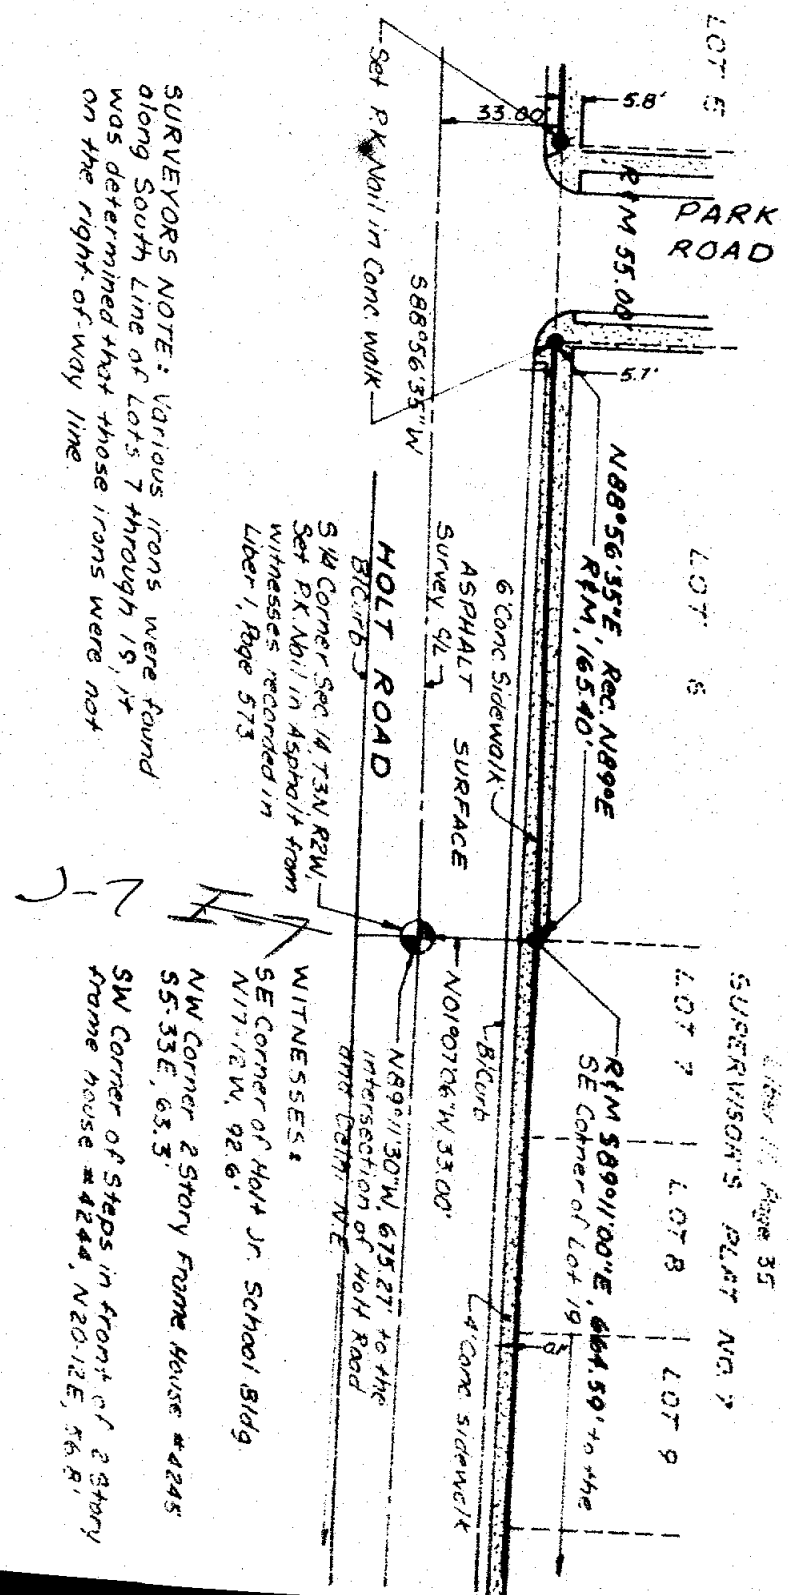 Liber 11, Page 35
SUPERVISOR'S PLAT NO. 7
LOT 5
LOT 6
LOT 7
LOT 8
LOT 9
PARK
ROAD
5.8'
33.00'
R&M 55.00'
5.7'
N88°56'35"E, Rec. N89°E
R&M, 165.40'
R&M S89°11'00"E, 664.59' to the
SE Corner of Lot 19
6' Conc Sidewalk
ASPHALT SURFACE
Survey C/L
S88°56'35"W
Set P.K. Nail in Conc walk
HOLT ROAD
B/Curb
B/Curb
4' Conc sidewalk
N01°07'06"W, 33.00'
N89°11'30"W, 675.27' to the
intersection of Holt Road
and N.E.
S 1/4 Corner Sec. 14, T3N, R2W,
Set P.K. Nail in Asphalt from
witnesses recorded in
Liber 1, Page 573
SURVEYORS NOTE: Various irons were found
along South Line of Lots 7 through 19, it
was determined that those irons were not
on the right-of-way line.
WITNESSES:
SE Corner of Holt Jr. School Bldg
N17-12W, 92.6'
NW Corner 2 Story Frame House #4245
S5-33E, 63.3'
SW Corner of Steps in front of 2 Story
frame house #4244, N20-12E, 56.8'